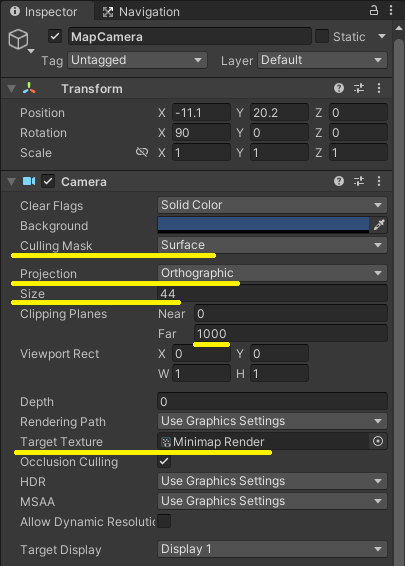 Inspector Navigation
MapCamera Static
Tag Untagged Layer Default
Transform
Position X -11.1 Y 20.2 Z 0
Rotation X 90 Y 0 Z 0
Scale X 1 Y 1 Z 1
Camera
Clear Flags Solid Color
Background
Culling Mask Surface
Projection Orthographic
Size 44
Clipping Planes Near 0
Far 1000
Viewport Rect X 0 Y 0
W 1 H 1
Depth 0
Rendering Path Use Graphics Settings
Target Texture Minimap Render
Occlusion Culling
HDR Use Graphics Settings
MSAA Use Graphics Settings
Allow Dynamic Resolutic
Target Display Display 1